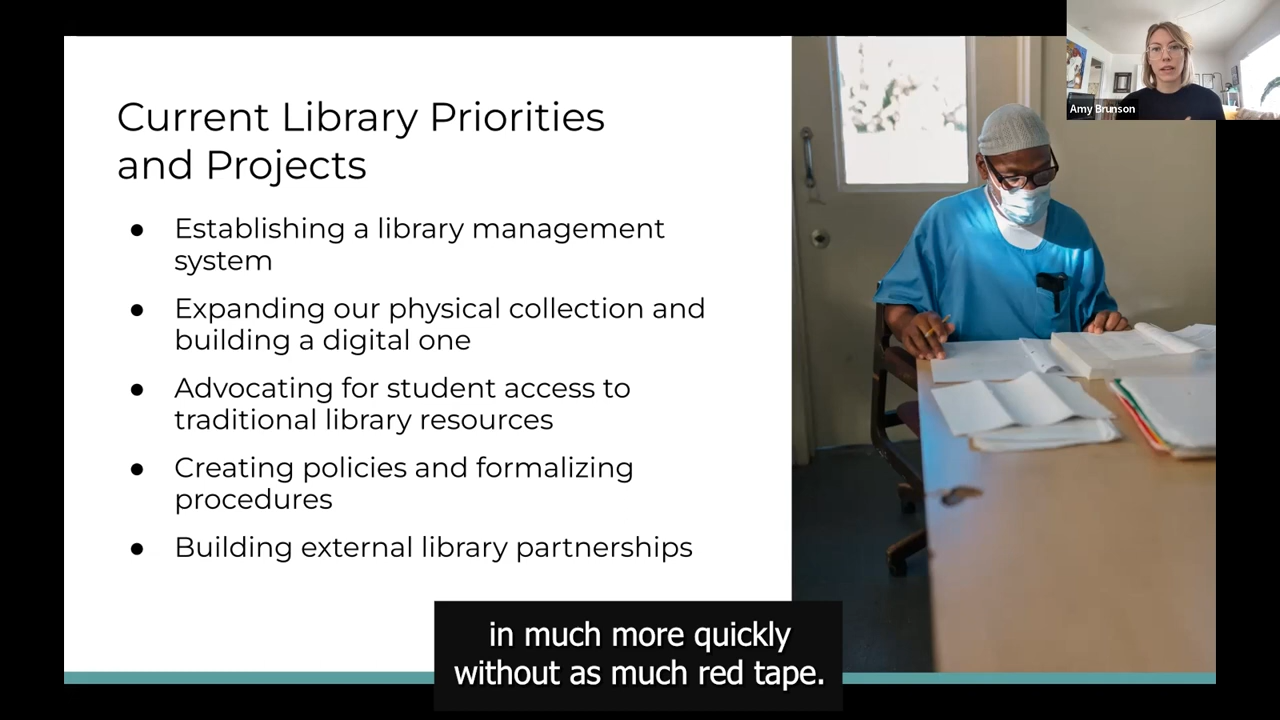 Current Library Priorities
and Projects
● Establishing a library management
system
● Expanding our physical collection and
building a digital one
● Advocating for student access to
traditional library resources
● Creating policies and formalizing
procedures
● Building external library partnerships
Amy Brunson
in much more quickly
without as much red tape.